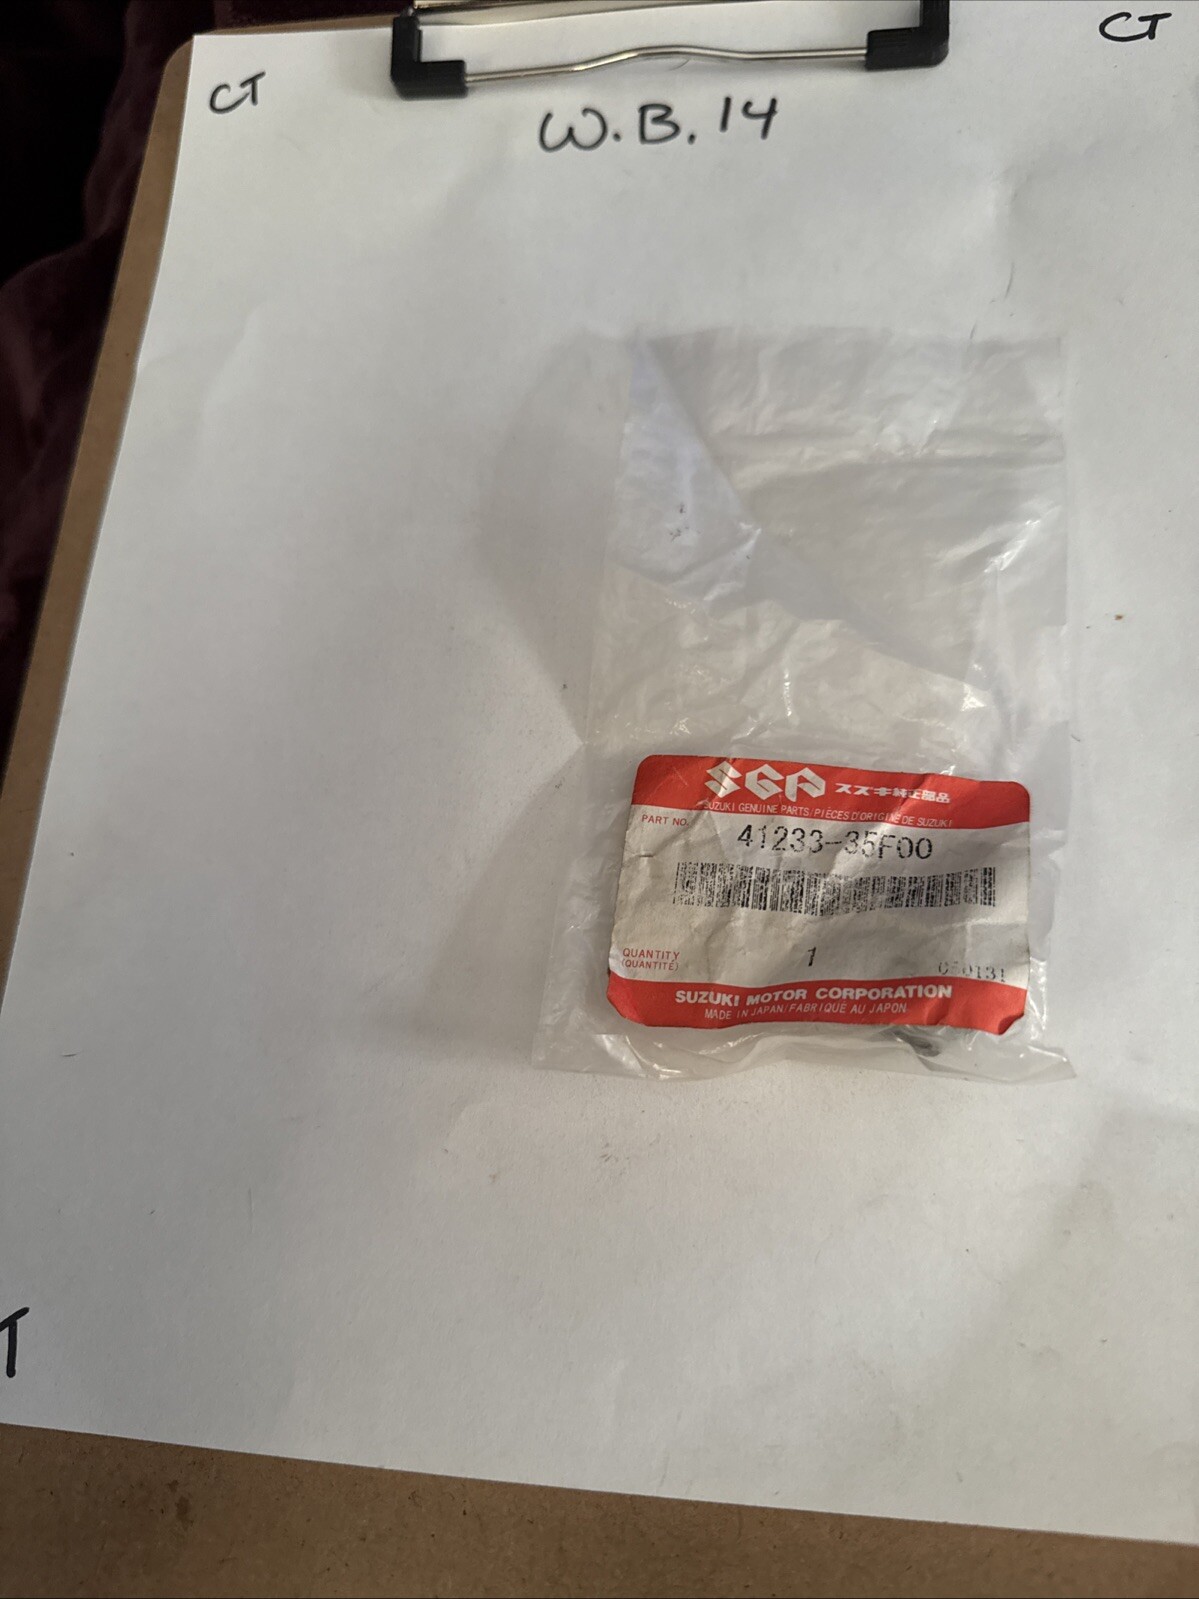 CT
CT
W.B.14
SGP スズキ純正部品
SUZUKI GENUINE PARTS/PIÈCES D'ORIGINE DE SUZUKI
PART NO.
41233-35F00
QUANTITY
(QUANTITÉ)
1
SUZUKI MOTOR CORPORATION
MADE IN JAPAN/FABRIQUÉ AU JAPON
T